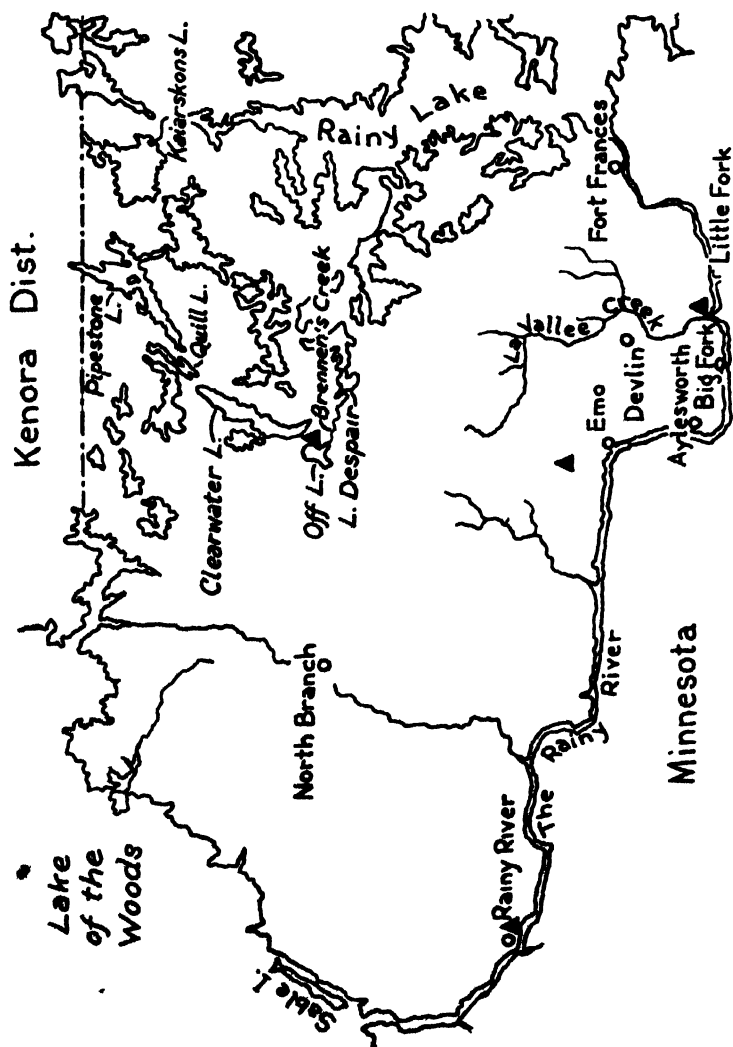 Kenora Dist.
Lake
of the
Woods
Pipestone
L.
Kaiarskons L.
Quill L.
Clearwater L.
Off L.
Brennen's Creek
L. Despair
Rainy Lake
North Branch
Sable I.
Rainy River
The Rainy River
Emo
Devlin
La Vallee Creek
Fort Frances
Aylesworth
Big Fork
Little Fork
Minnesota